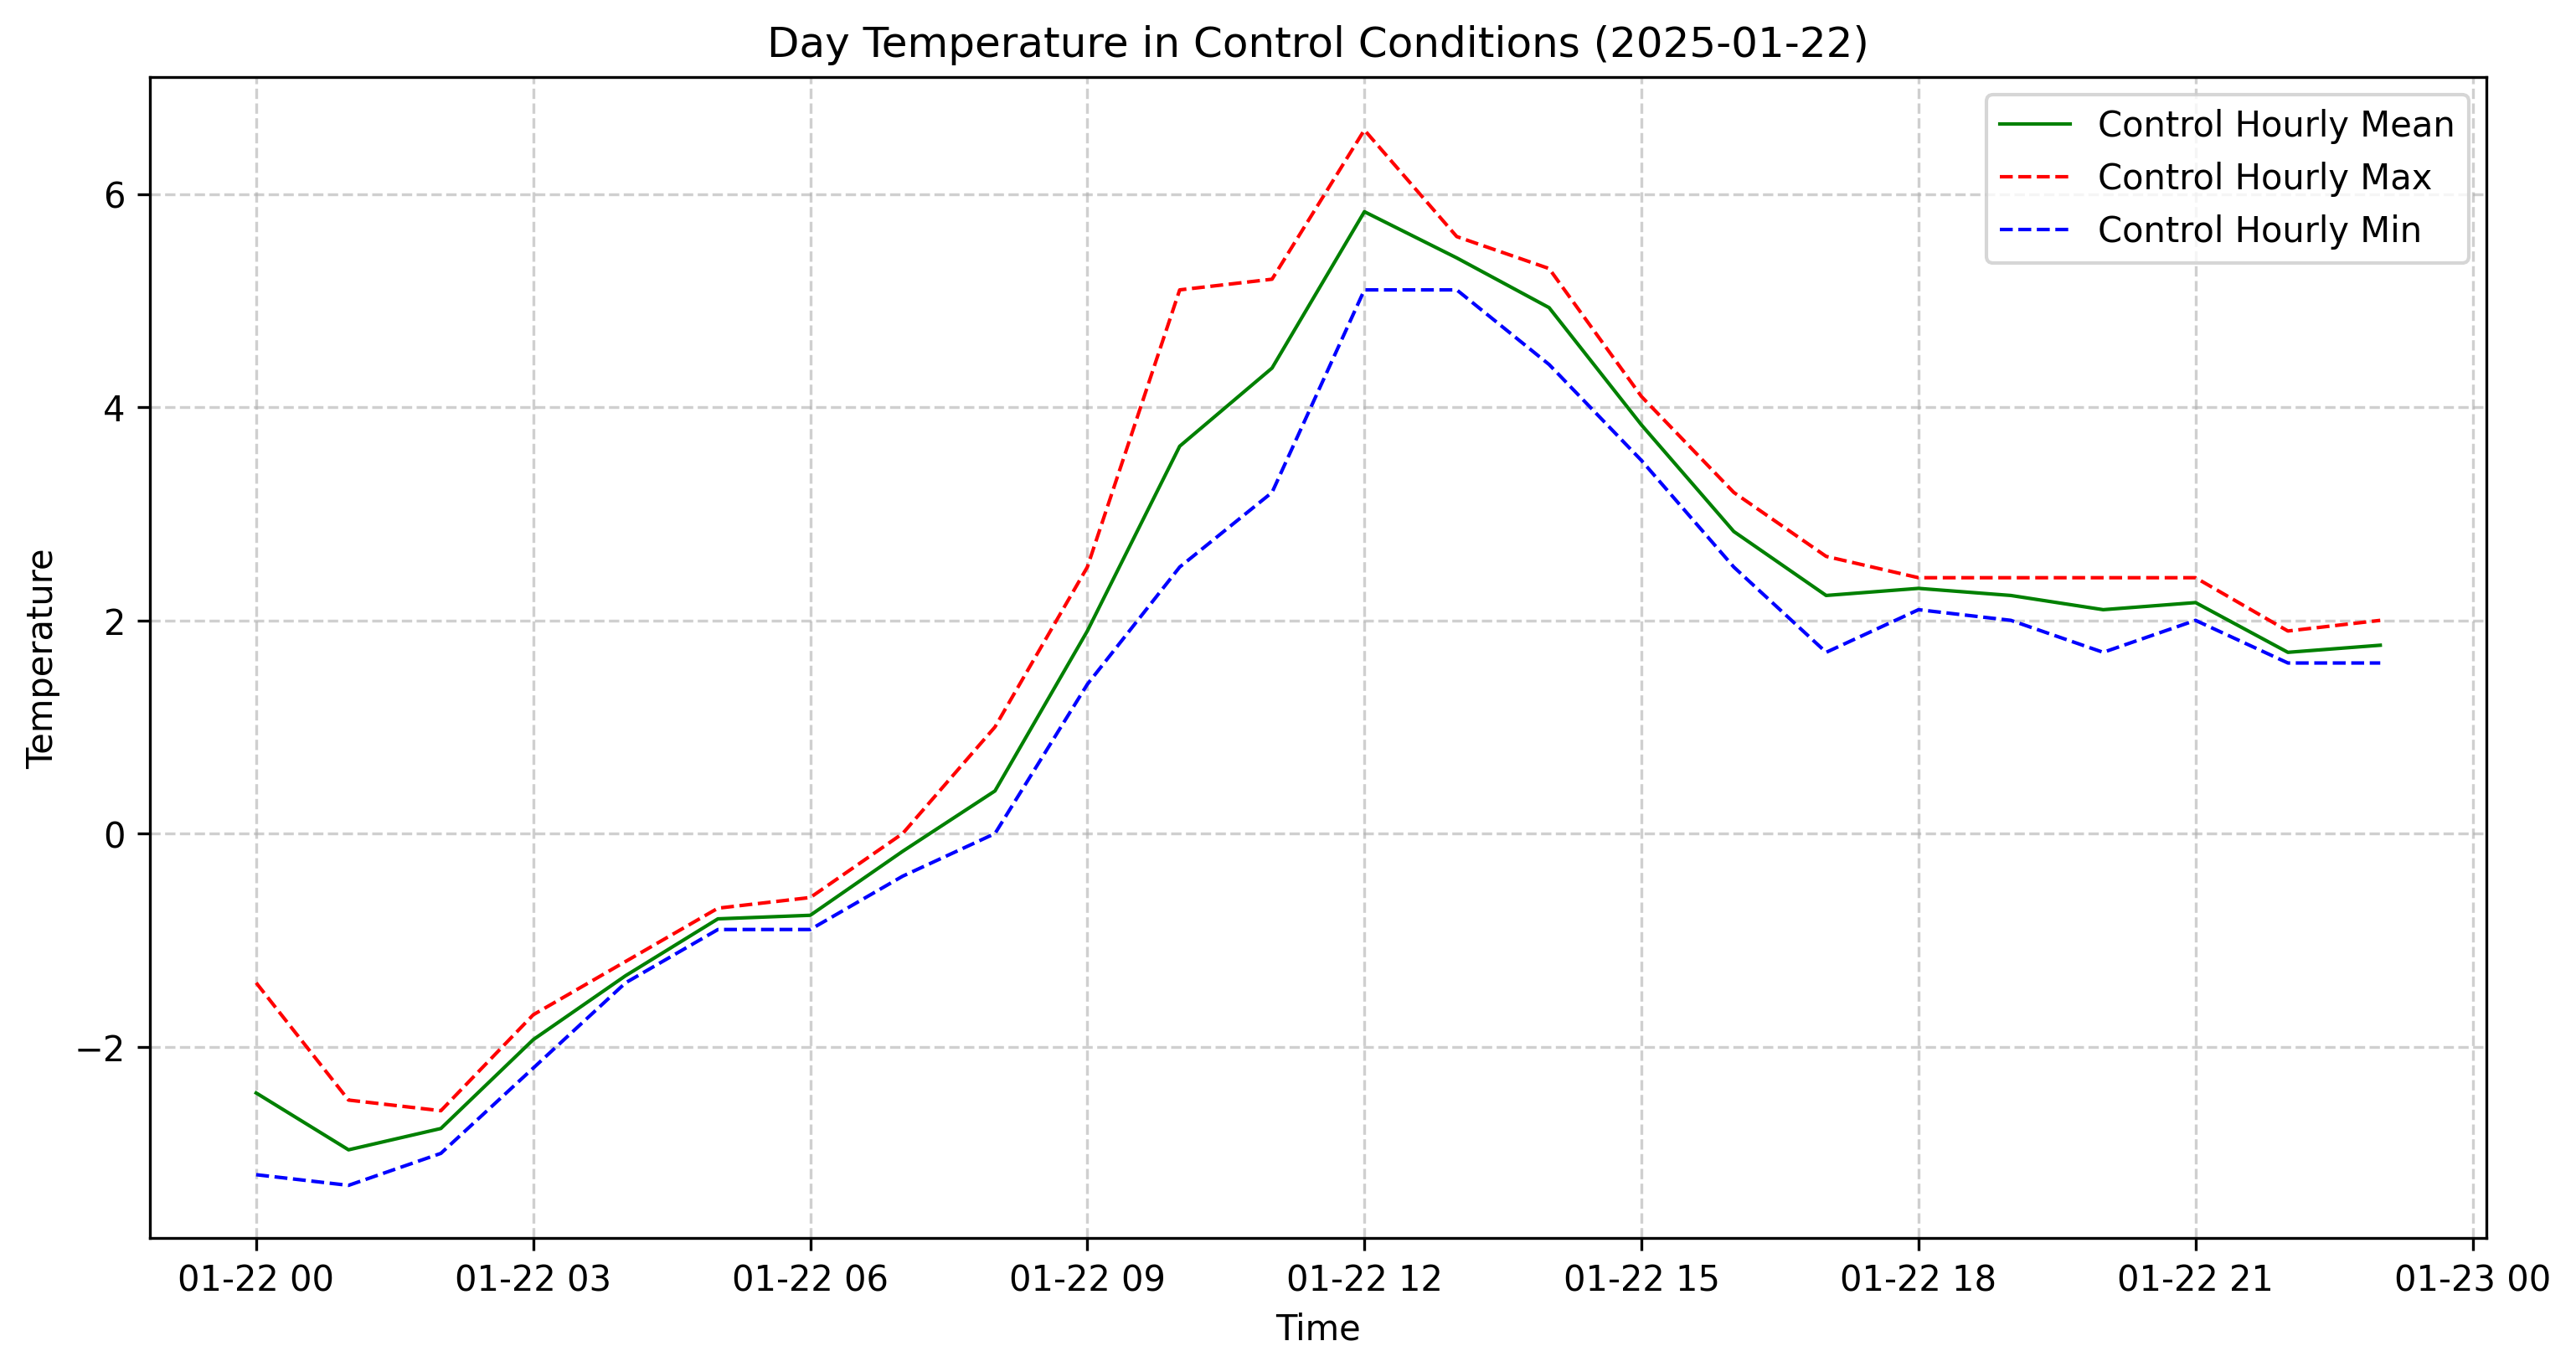 Day Temperature in Control Conditions (2025-01-22)
Control Hourly Mean
Control Hourly Max
Control Hourly Min
6
4
2
0
−2
Temperature
01-22 00 01-22 03 01-22 06 01-22 09 01-22 12 01-22 15 01-22 18 01-22 21 01-23 00
Time